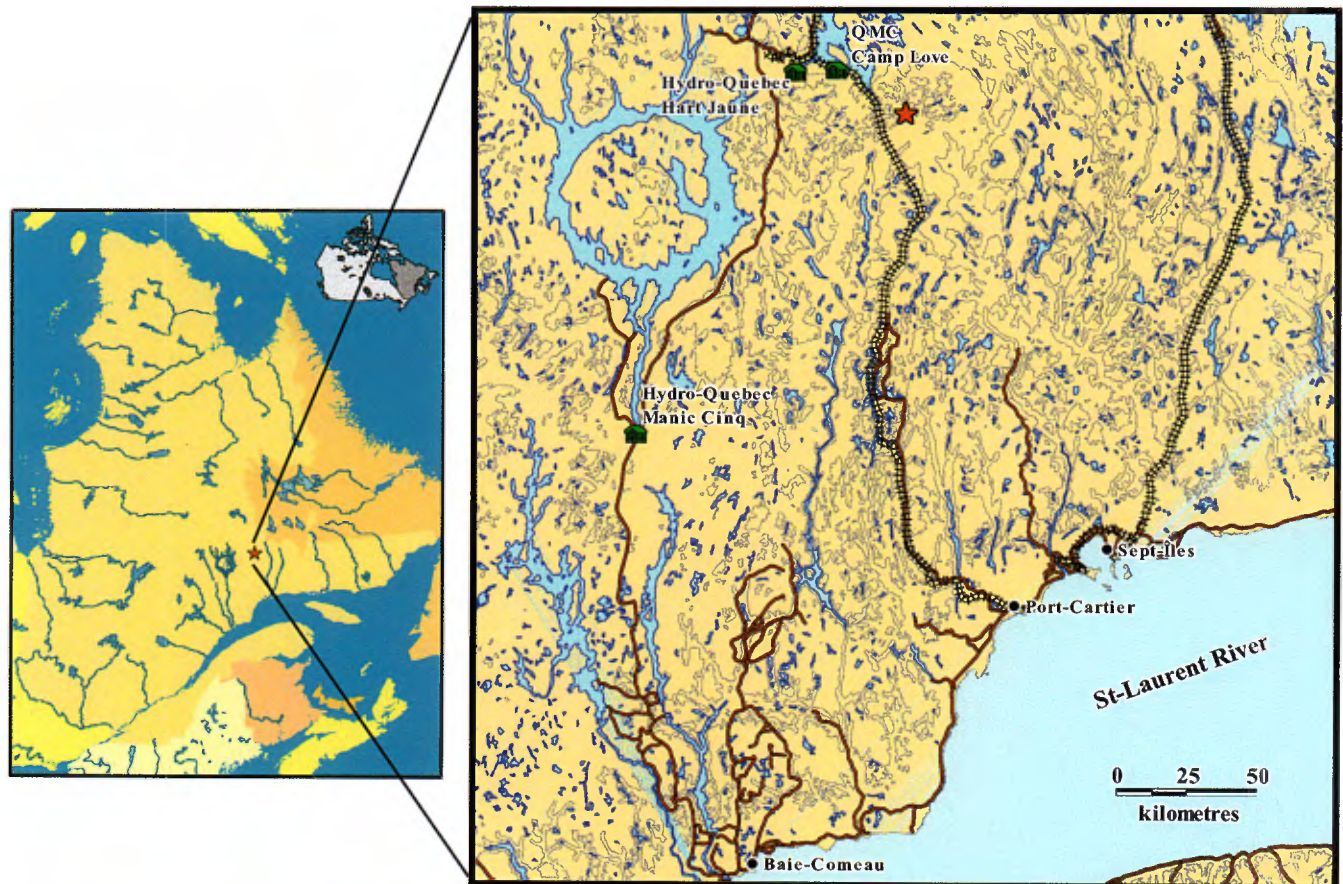 QMC
Camp Love
Hydro-Quebec
Hart Jaune
Hydro-Quebec
Manic Cinq
Sept-Îles
Port-Cartier
St-Laurent River
0 25 50
kilometres
Baie-Comeau